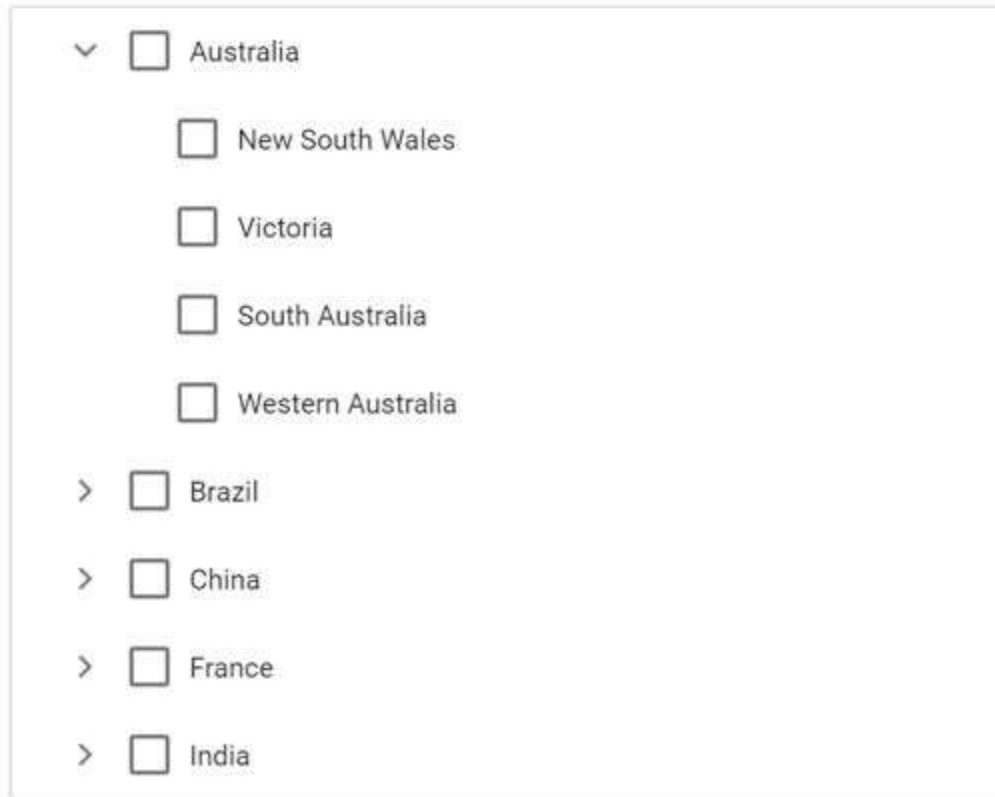 Australia
New South Wales
Victoria
South Australia
Western Australia
Brazil
China
France
India